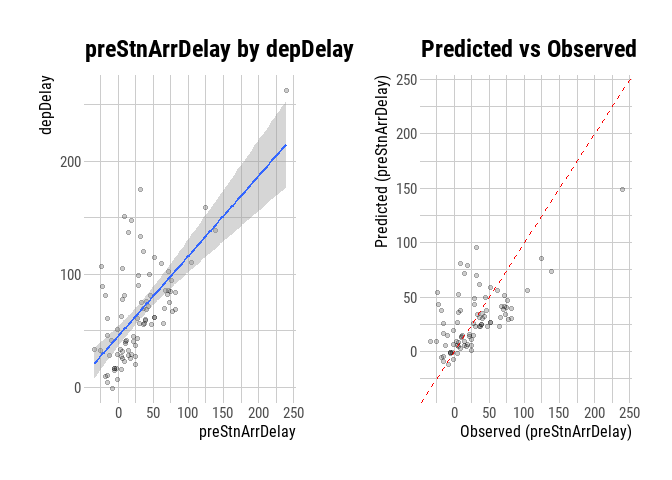 preStnArrDelay by depDelay
depDelay
200
100
0
0 50 100 150 200 250
preStnArrDelay
Predicted vs Observed
Predicted (preStnArrDelay)
250
200
150
100
50
0
0 50 100 150 200 250
Observed (preStnArrDelay)